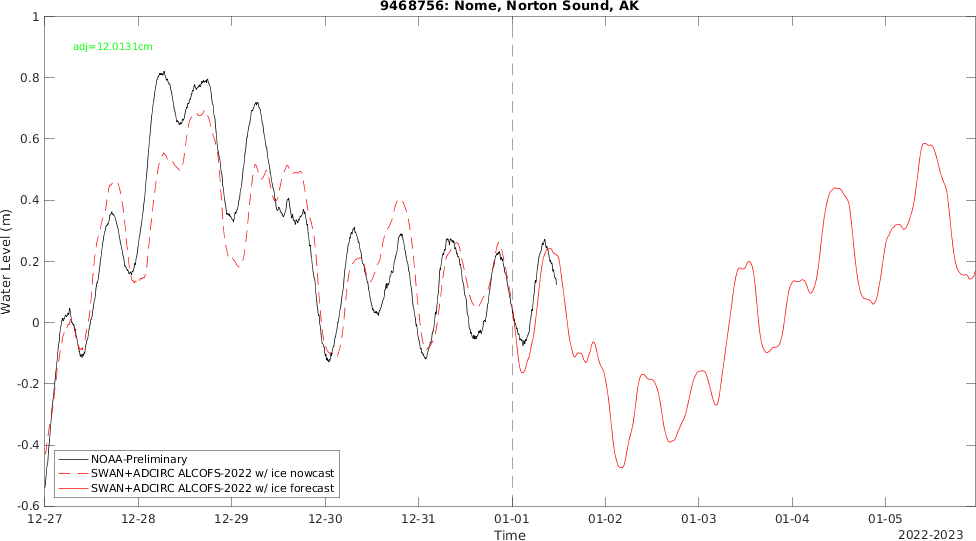 9468756: Nome, Norton Sound, AK
adj=12.0131cm
Water Level (m)
1
0.8
0.6
0.4
0.2
0
-0.2
-0.4
-0.6
NOAA-Preliminary
SWAN+ADCIRC ALCOFS-2022 w/ ice nowcast
SWAN+ADCIRC ALCOFS-2022 w/ ice forecast
12-27 12-28 12-29 12-30 12-31 01-01 01-02 01-03 01-04 01-05
Time
2022-2023